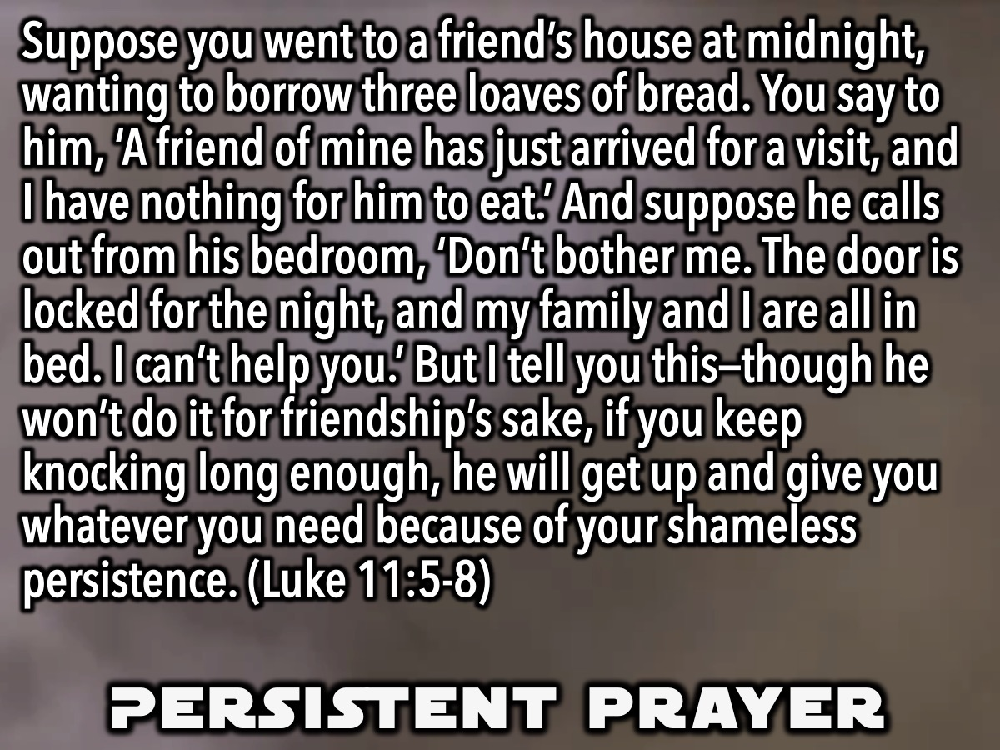 Suppose you went to a friend’s house at midnight,
wanting to borrow three loaves of bread. You say to
him, ‘A friend of mine has just arrived for a visit, and
I have nothing for him to eat.’ And suppose he calls
out from his bedroom, ‘Don’t bother me. The door is
locked for the night, and my family and I are all in
bed. I can’t help you.’ But I tell you this—though he
won’t do it for friendship’s sake, if you keep
knocking long enough, he will get up and give you
whatever you need because of your shameless
persistence. (Luke 11:5-8)
PERSISTENT PRAYER